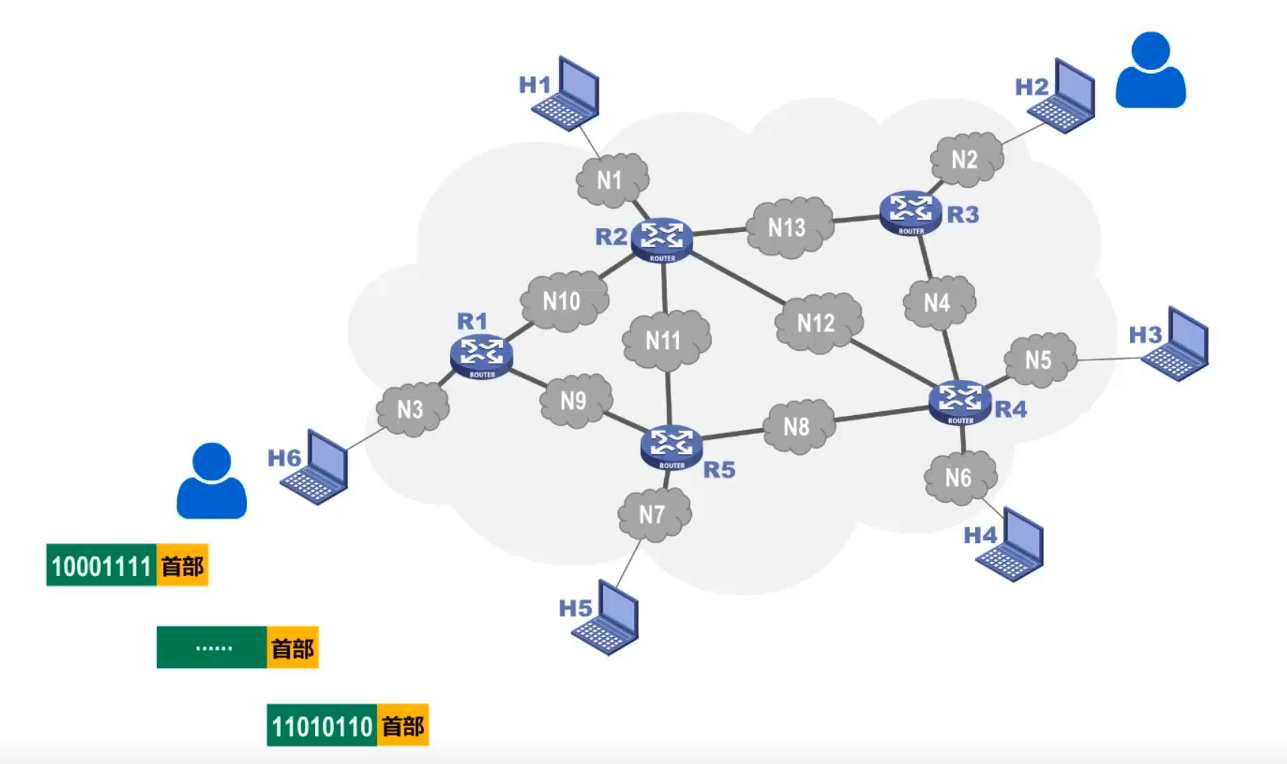 H1
H2
N1
N2
R2
ROUTER
N13
R3
ROUTER
N10
N12
N4
R1
ROUTER
N11
H3
N5
N3
N9
N8
R4
ROUTER
H6
R5
ROUTER
N6
N7
H4
H5
10001111 首部
…… 首部
11010110 首部